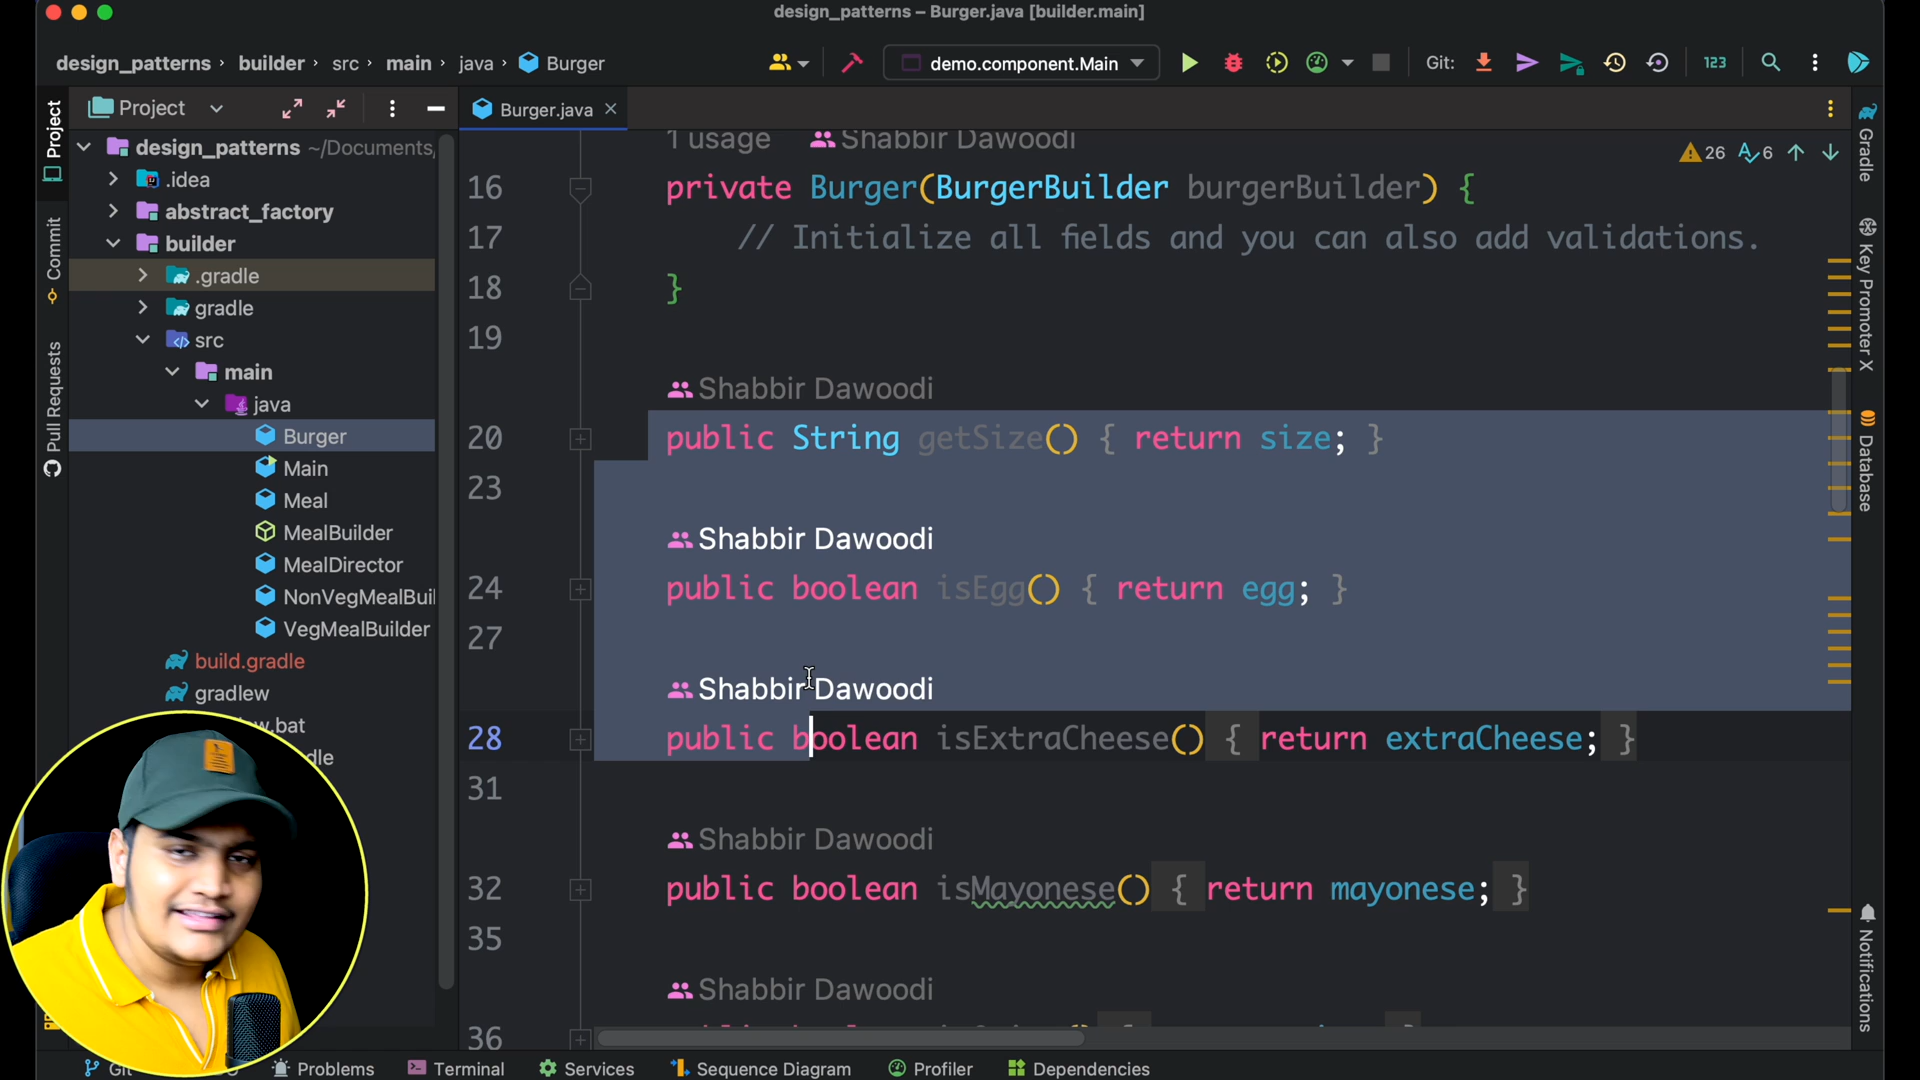 design_patterns – Burger.java [builder.main]
design_patterns › builder › src › main › java › Burger
demo.component.Main
Git:
123
Project
Burger.java
Project
Commit
Pull Requests
design_patterns ~/Documents/
.idea
abstract_factory
builder
.gradle
gradle
src
main
java
Burger
Main
Meal
MealBuilder
MealDirector
NonVegMealBuil
VegMealBuilder
build.gradle
gradlew
1 usage Shabbir Dawoodi
26 6
16 private Burger(BurgerBuilder burgerBuilder) {
17 // Initialize all fields and you can also add validations.
18 }
19
Shabbir Dawoodi
20 public String getSize() { return size; }
23
Shabbir Dawoodi
24 public boolean isEgg() { return egg; }
27
Shabbir Dawoodi
28 public boolean isExtraCheese() { return extraCheese; }
31
Shabbir Dawoodi
32 public boolean isMayonese() { return mayonese; }
35
Shabbir Dawoodi
36
Gradle
Key Promoter X
Database
Notifications
Git
Problems
Terminal
Services
Sequence Diagram
Profiler
Dependencies